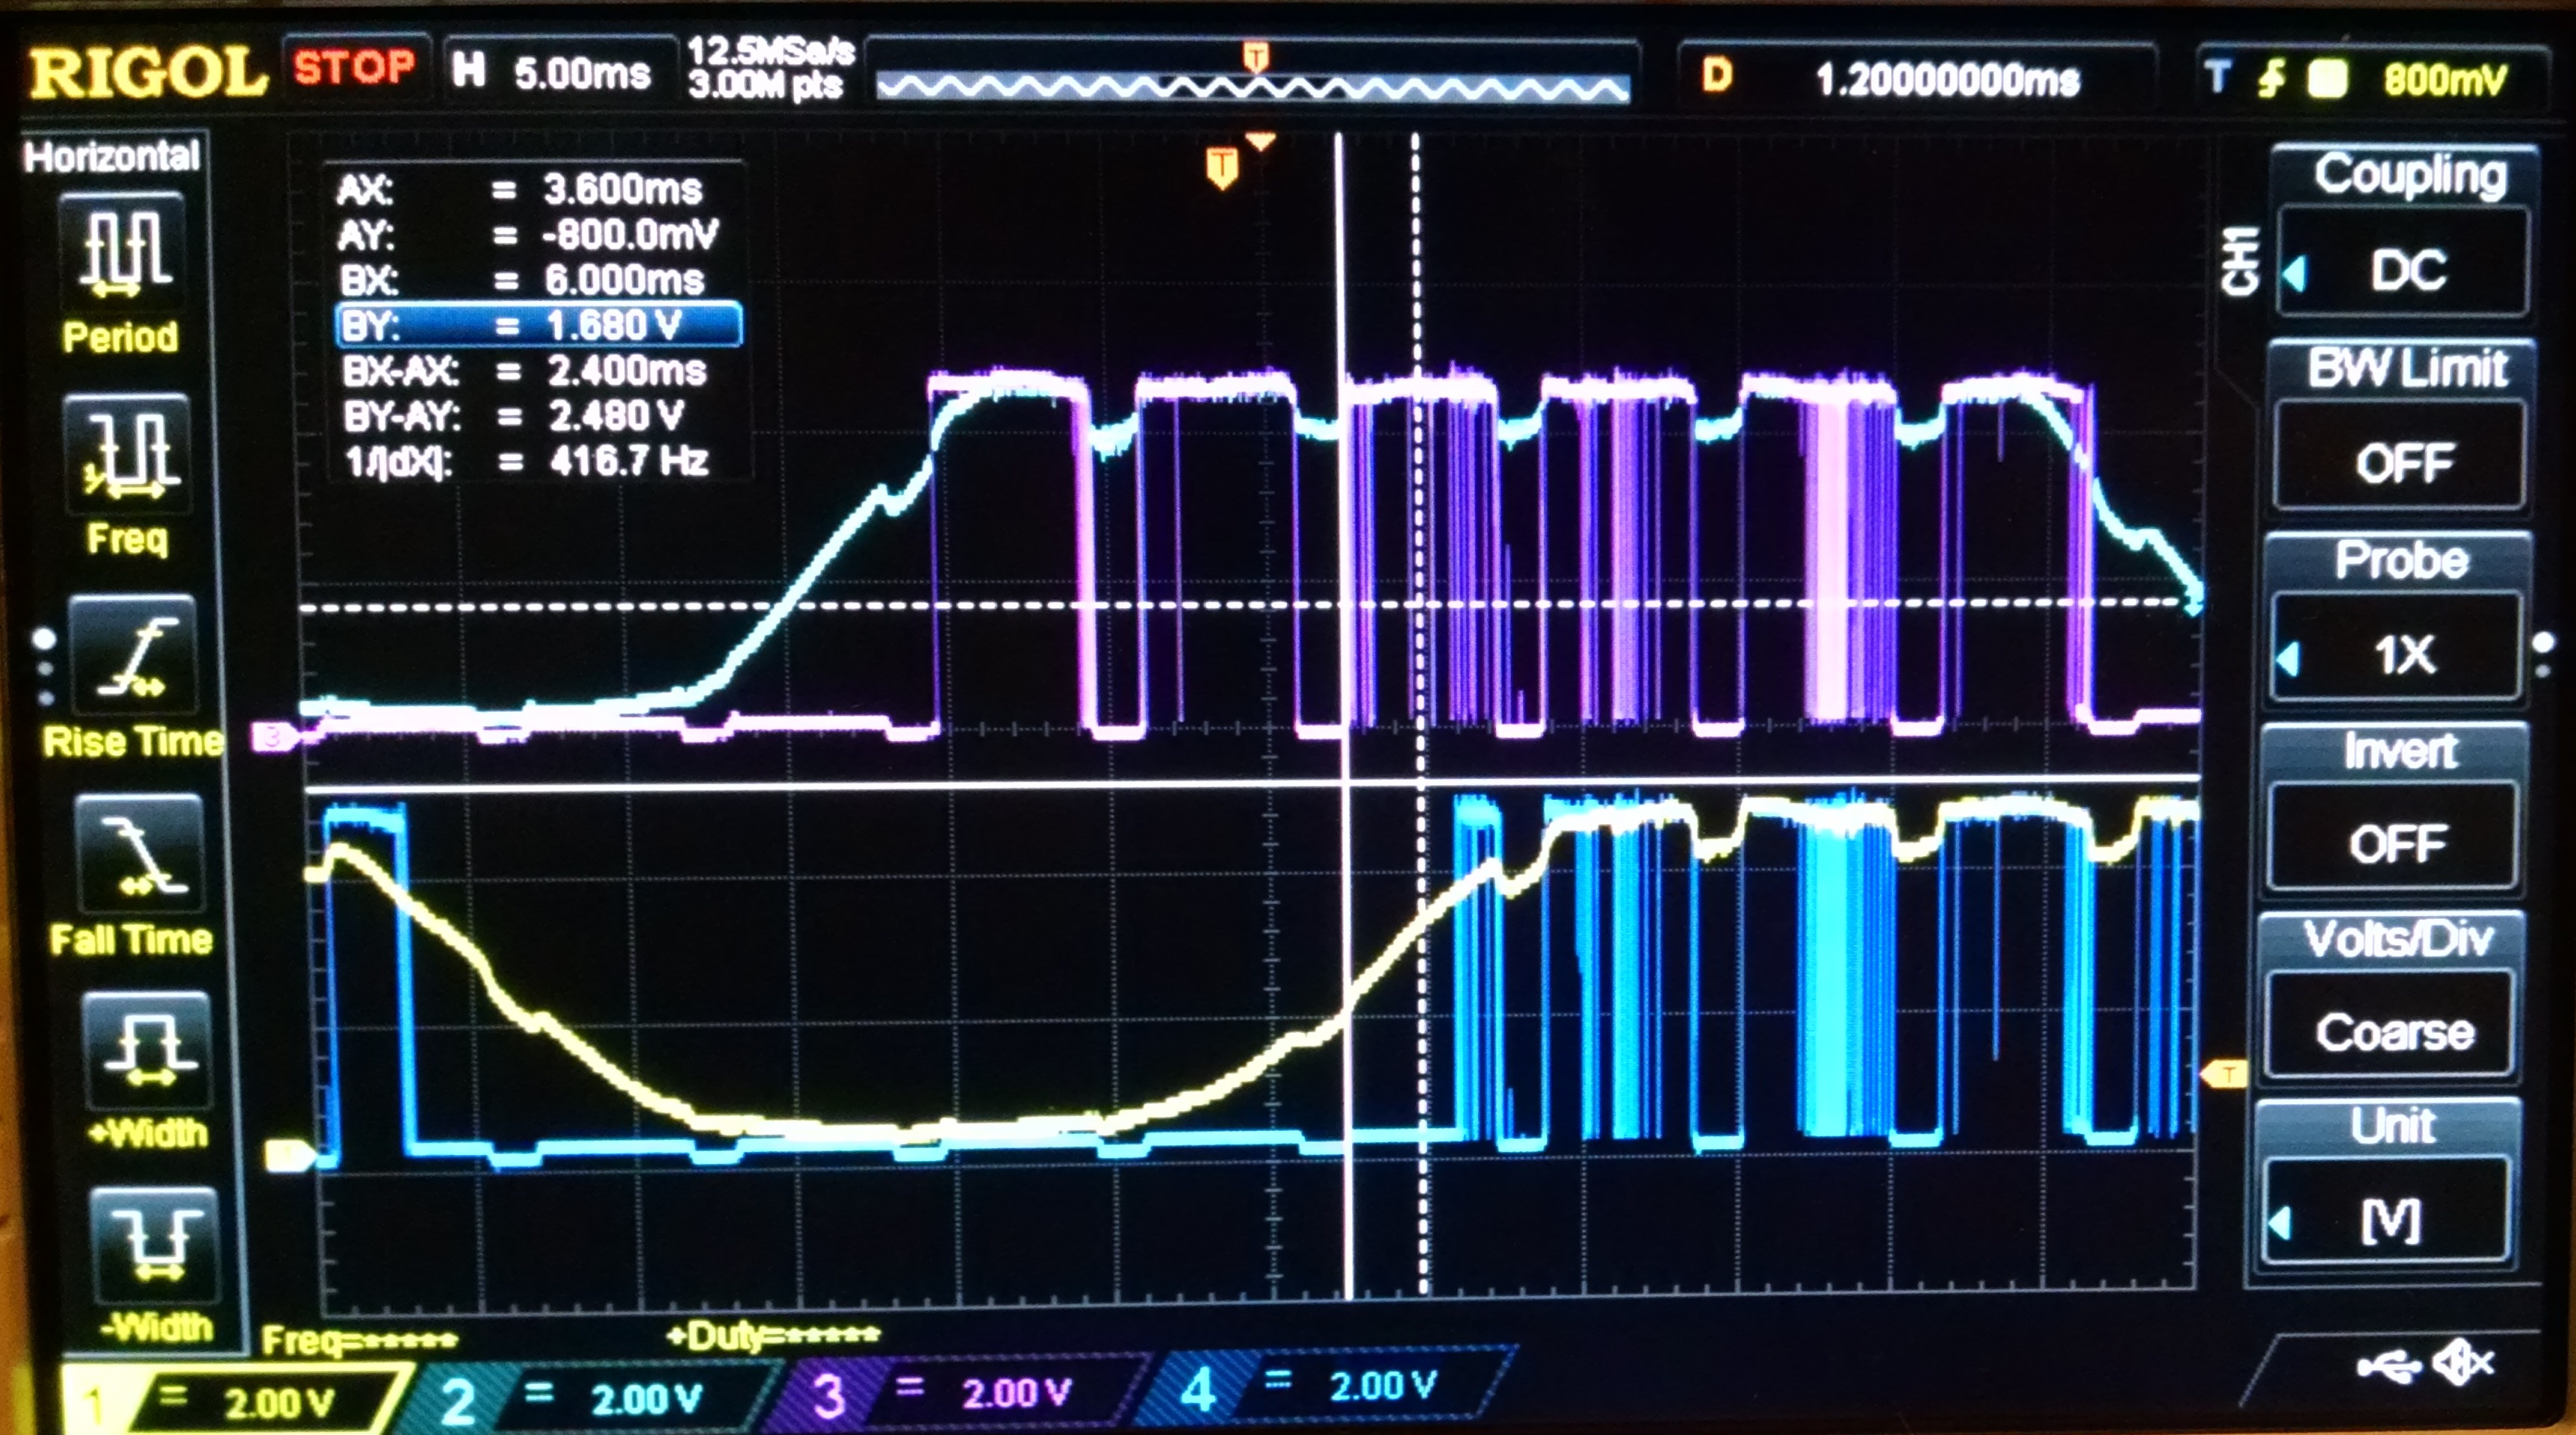 RIGOL STOP H 5.00ms 12.5MSa/s D 1.20000000ms T 800mV
3.00M pts
T
T
Horizontal
Period
Freq
Rise Time
Fall Time
+Width
-Width
AX: = 3.600ms
AY: = -800.0mV
BX: = 6.000ms
BY: = 1.680 V
BX-AX: = 2.400ms
BY-AY: = 2.480 V
1/|dX|: = 416.7 Hz
3
T
CH1
Coupling
DC
BW Limit
OFF
Probe
1X
Invert
OFF
Volts/Div
Coarse
Unit
[V]
Freq=***** +Duty=*****
1 = 2.00 V 2 = 2.00 V 3 = 2.00 V 4 = 2.00 V